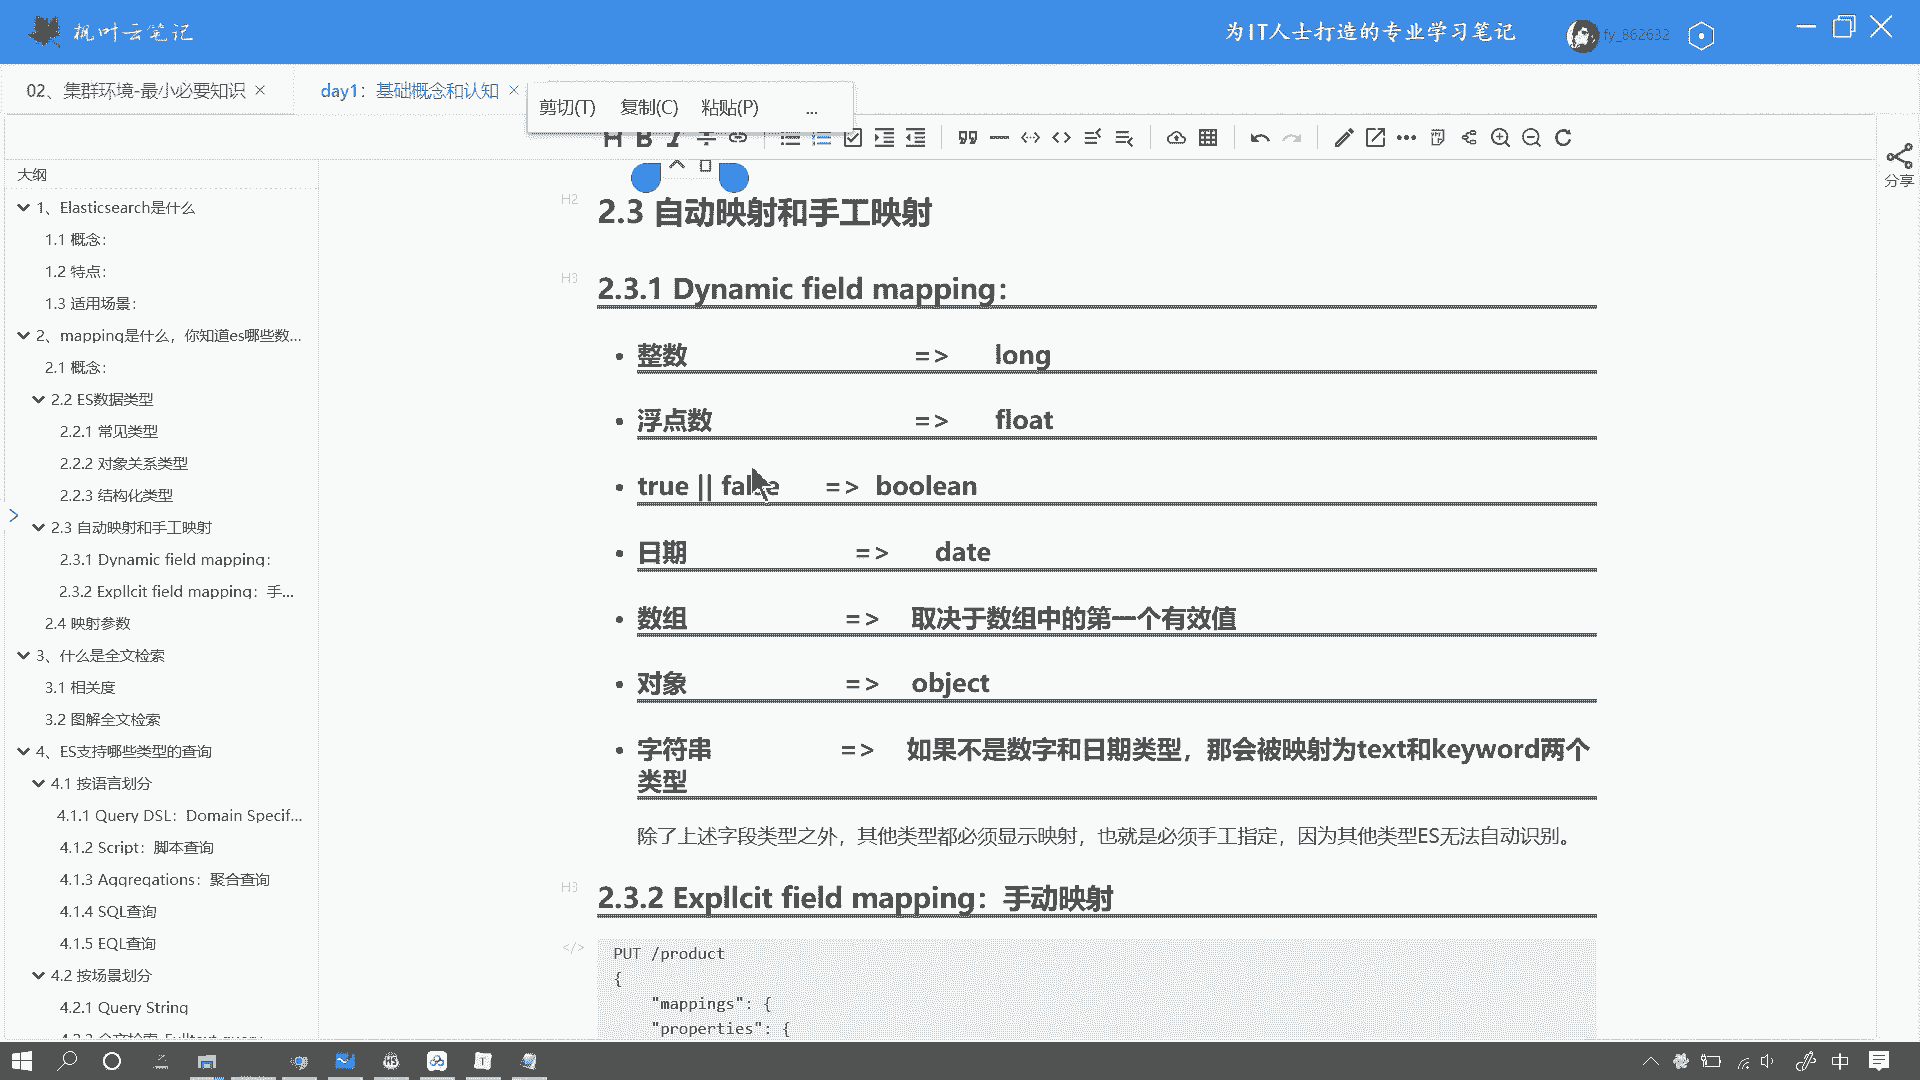 枫叶云笔记
为IT人士打造的专业学习笔记
fy_862632
02、集群环境-最小必要知识
day1：基础概念和认知
剪切(T) 复制(C) 粘贴(P) ...
分享
大纲
1、Elasticsearch是什么
1.1 概念：
1.2 特点：
1.3 适用场景：
2、mapping是什么，你知道es哪些数...
2.1 概念：
2.2 ES数据类型
2.2.1 常见类型
2.2.2 对象关系类型
2.2.3 结构化类型
2.3 自动映射和手工映射
2.3.1 Dynamic field mapping：
2.3.2 Expllcit field mapping：手...
2.4 映射参数
3、什么是全文检索
3.1 相关度
3.2 图解全文检索
4、ES支持哪些类型的查询
4.1 按语言划分
4.1.1 Query DSL：Domain Specif...
4.1.2 Script：脚本查询
4.1.3 Aggregations：聚合查询
4.1.4 SQL查询
4.1.5 EQL查询
4.2 按场景划分
4.2.1 Query String
H2
2.3 自动映射和手工映射
H3
2.3.1 Dynamic field mapping：
整数 => long
浮点数 => float
true || false => boolean
日期 => date
数组 => 取决于数组中的第一个有效值
对象 => object
字符串 => 如果不是数字和日期类型，那会被映射为text和keyword两个
类型
除了上述字段类型之外，其他类型都必须显示映射，也就是必须手工指定，因为其他类型ES无法自动识别。
H3
2.3.2 Expllcit field mapping：手动映射
</>
PUT /product
{
"mappings": {
"properties": {
中